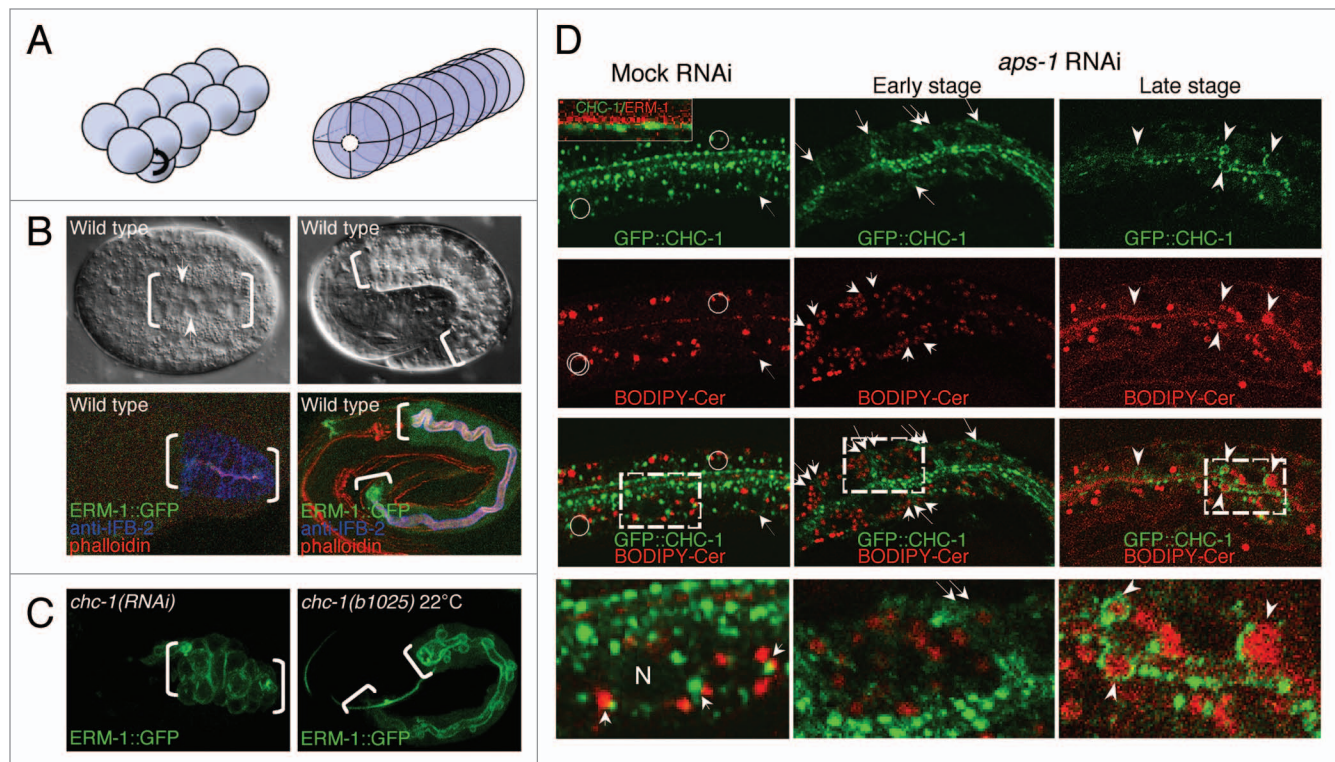 A
B
Wild type
Wild type
Wild type
ERM-1::GFP
anti-IFB-2
phalloidin
Wild type
ERM-1::GFP
anti-IFB-2
phalloidin
C
chc-1(RNAi)
ERM-1::GFP
chc-1(b1025) 22°C
ERM-1::GFP
D
Mock RNAi
aps-1 RNAi
Early stage
Late stage
CHC-1/ERM-1
GFP::CHC-1
GFP::CHC-1
GFP::CHC-1
BODIPY-Cer
BODIPY-Cer
BODIPY-Cer
GFP::CHC-1
BODIPY-Cer
GFP::CHC-1
BODIPY-Cer
GFP::CHC-1
BODIPY-Cer
N